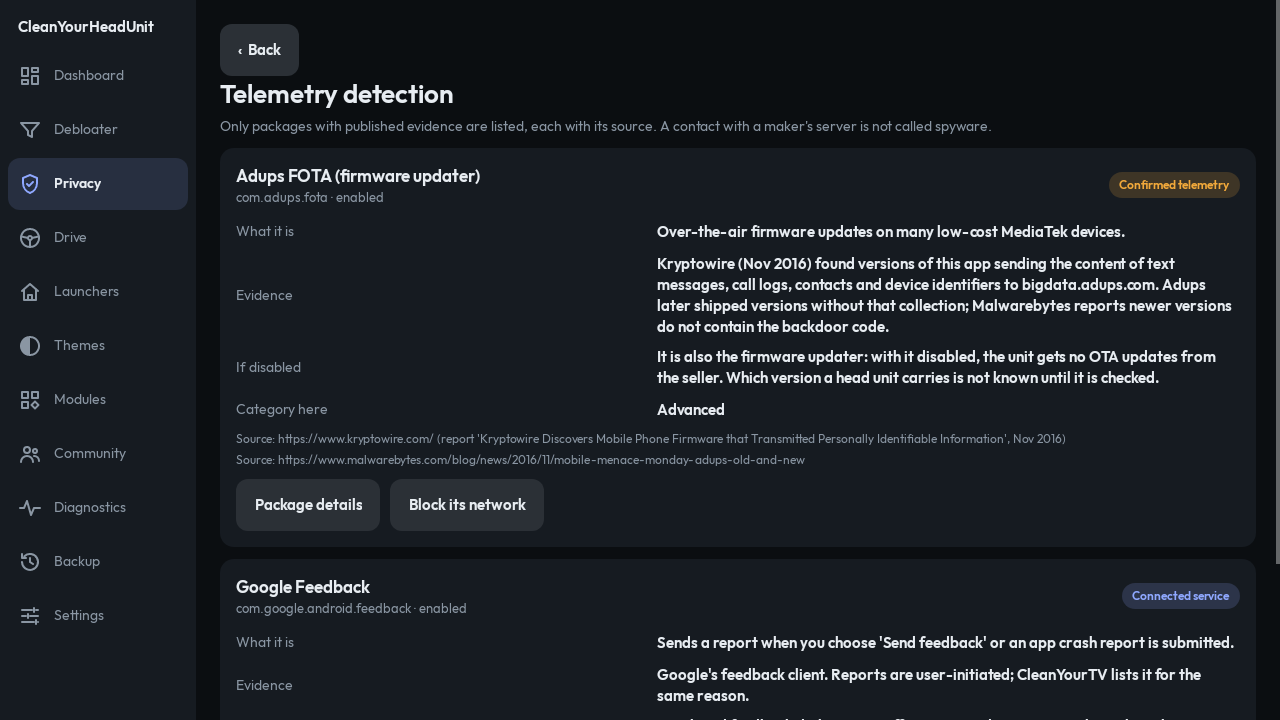 CleanYourHeadUnit
Dashboard
Debloater
Privacy
Drive
Launchers
Themes
Modules
Community
Diagnostics
Backup
Settings
‹ Back
Telemetry detection
Only packages with published evidence are listed, each with its source. A contact with a maker's server is not called spyware.
Adups FOTA (firmware updater)
com.adups.fota · enabled
Confirmed telemetry
What it is
Over-the-air firmware updates on many low-cost MediaTek devices.
Evidence
Kryptowire (Nov 2016) found versions of this app sending the content of text
messages, call logs, contacts and device identifiers to bigdata.adups.com. Adups
later shipped versions without that collection; Malwarebytes reports newer versions
do not contain the backdoor code.
If disabled
It is also the firmware updater: with it disabled, the unit gets no OTA updates from
the seller. Which version a head unit carries is not known until it is checked.
Category here
Advanced
Source: https://www.kryptowire.com/ (report 'Kryptowire Discovers Mobile Phone Firmware that Transmitted Personally Identifiable Information', Nov 2016)
Source: https://www.malwarebytes.com/blog/news/2016/11/mobile-menace-monday-adups-old-and-new
Package details
Block its network
Google Feedback
com.google.android.feedback · enabled
Connected service
What it is
Sends a report when you choose 'Send feedback' or an app crash report is submitted.
Evidence
Google's feedback client. Reports are user-initiated; CleanYourTV lists it for the
same reason.